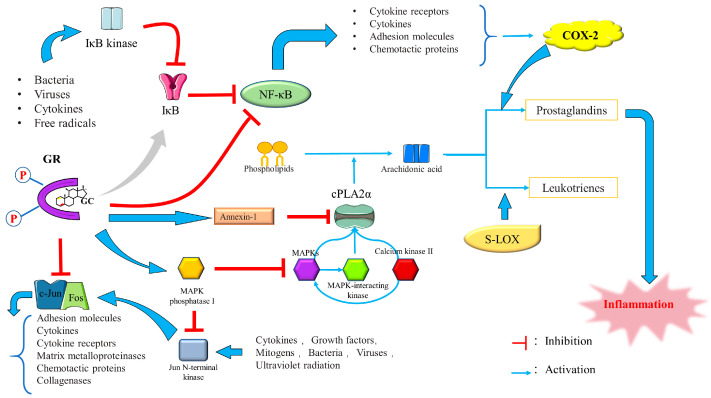 IκB kinase
• Bacteria
• Viruses
• Cytokines
• Free radicals
IκB
NF-κB
• Cytokine receptors
• Cytokines
• Adhesion molecules
• Chemotactic proteins
COX-2
GR
P
P
GC
Phospholipids
Arachidonic acid
Prostaglandins
Leukotrienes
cPLA2α
Annexin-1
S-LOX
MAPKs
Calcium kinase II
MAPK-interacting
kinase
MAPK
phosphatase I
Inflammation
c-Jun
Fos
Adhesion molecules
Cytokines
Cytokine receptors
Matrix metalloproteinases
Chemotactic proteins
Collagenases
Jun N-terminal
kinase
Cytokines 、Growth factors、
Mitogens、Bacteria、Viruses、
Ultraviolet radiation
： Inhibition
： Activation